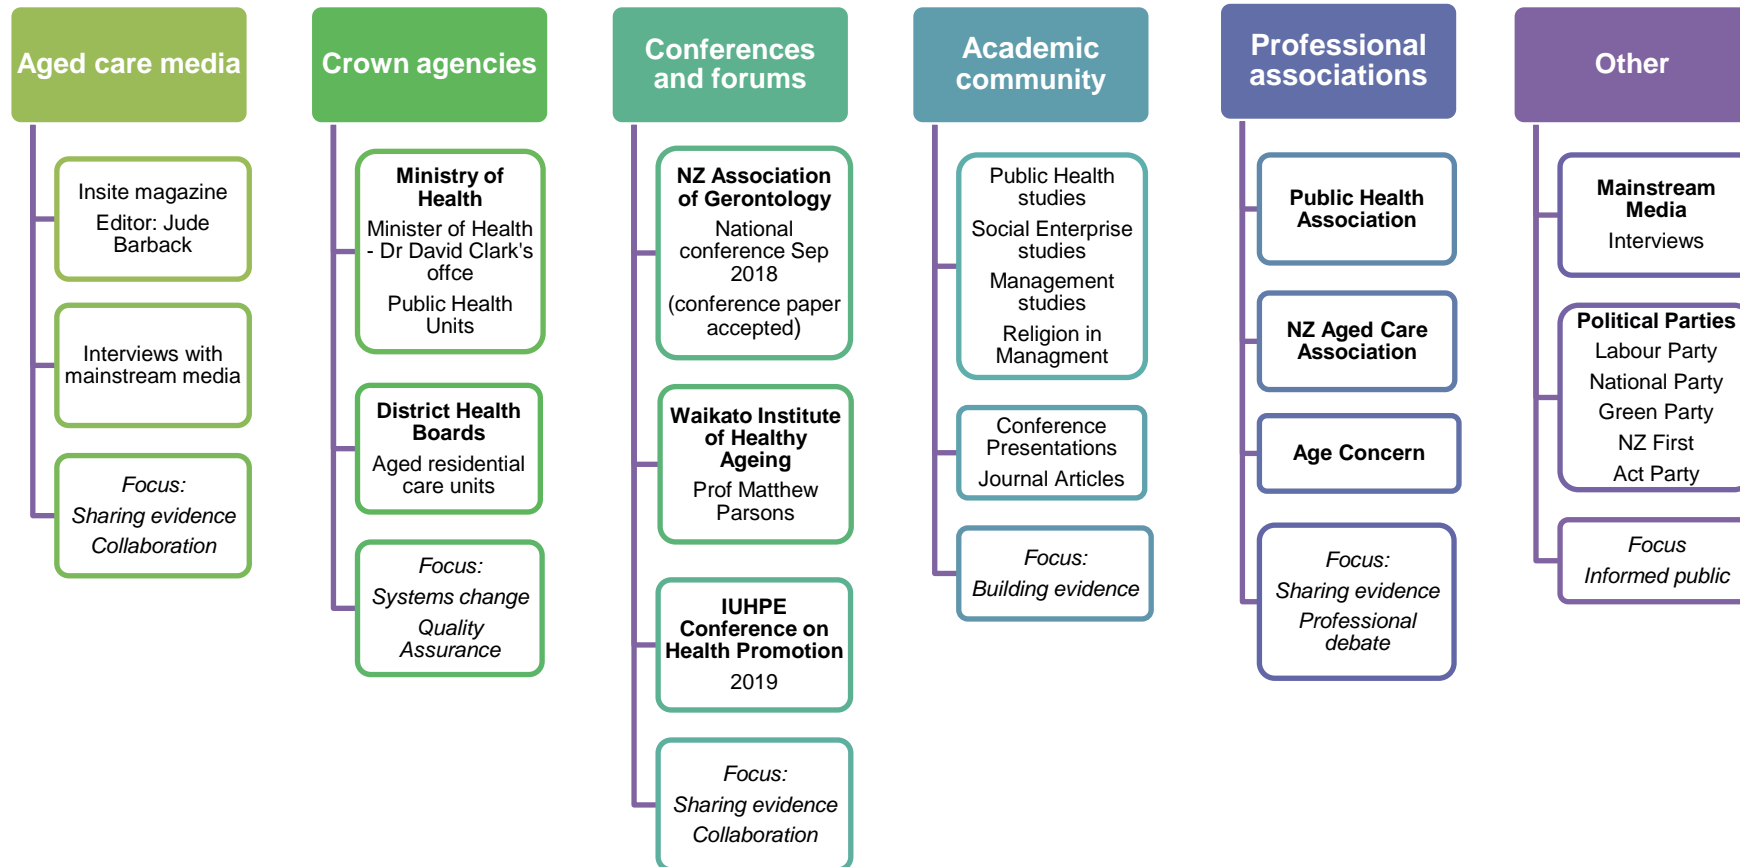 Aged care media
Insite magazine
Editor: Jude
Barback
Interviews with
mainstream media
Focus:
Sharing evidence
Collaboration
Crown agencies
Ministry of
Health
Minister of Health
- Dr David Clark's
offce
Public Health
Units
District Health
Boards
Aged residential
care units
Focus:
Systems change
Quality
Assurance
Conferences
and forums
NZ Association
of Gerontology
National
conference Sep
2018
(conference paper
accepted)
Waikato Institute
of Healthy
Ageing
Prof Matthew
Parsons
IUHPE
Conference on
Health Promotion
2019
Focus:
Sharing evidence
Collaboration
Academic
community
Public Health
studies
Social Enterprise
studies
Management
studies
Religion in
Managment
Conference
Presentations
Journal Articles
Focus:
Building evidence
Professional
associations
Public Health
Association
NZ Aged Care
Association
Age Concern
Focus:
Sharing evidence
Professional
debate
Other
Mainstream
Media
Interviews
Political Parties
Labour Party
National Party
Green Party
NZ First
Act Party
Focus
Informed public